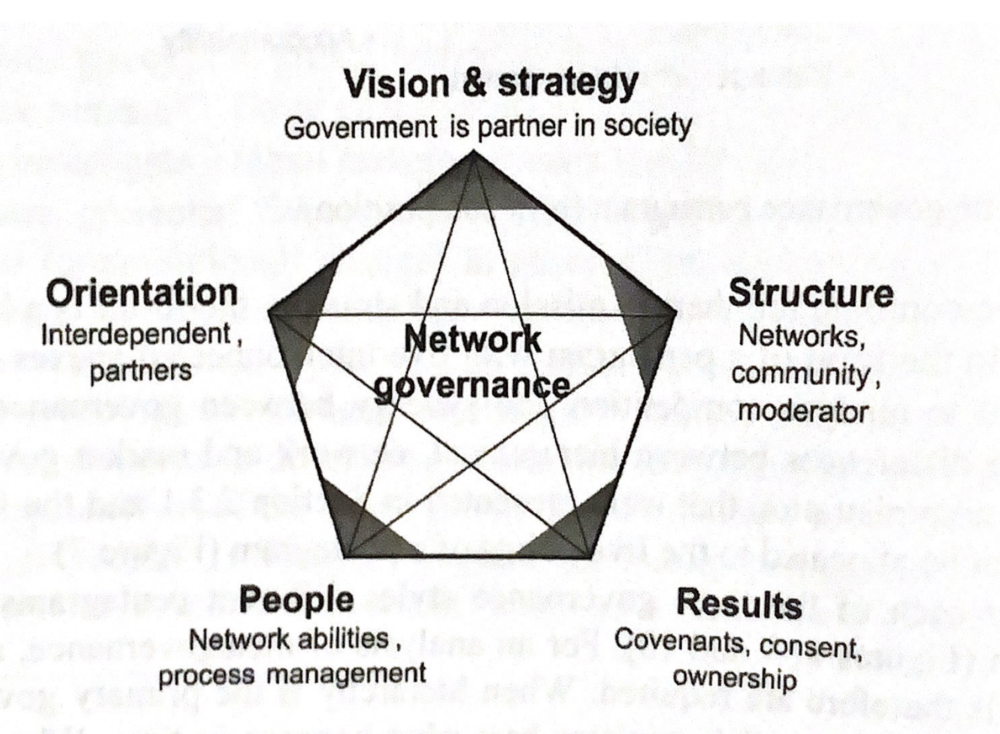 Vision & strategy
Government is partner in society
Orientation
Interdependent,
partners
Structure
Networks,
community,
moderator
Network
governance
People
Network abilities,
process management
Results
Covenants, consent,
ownership